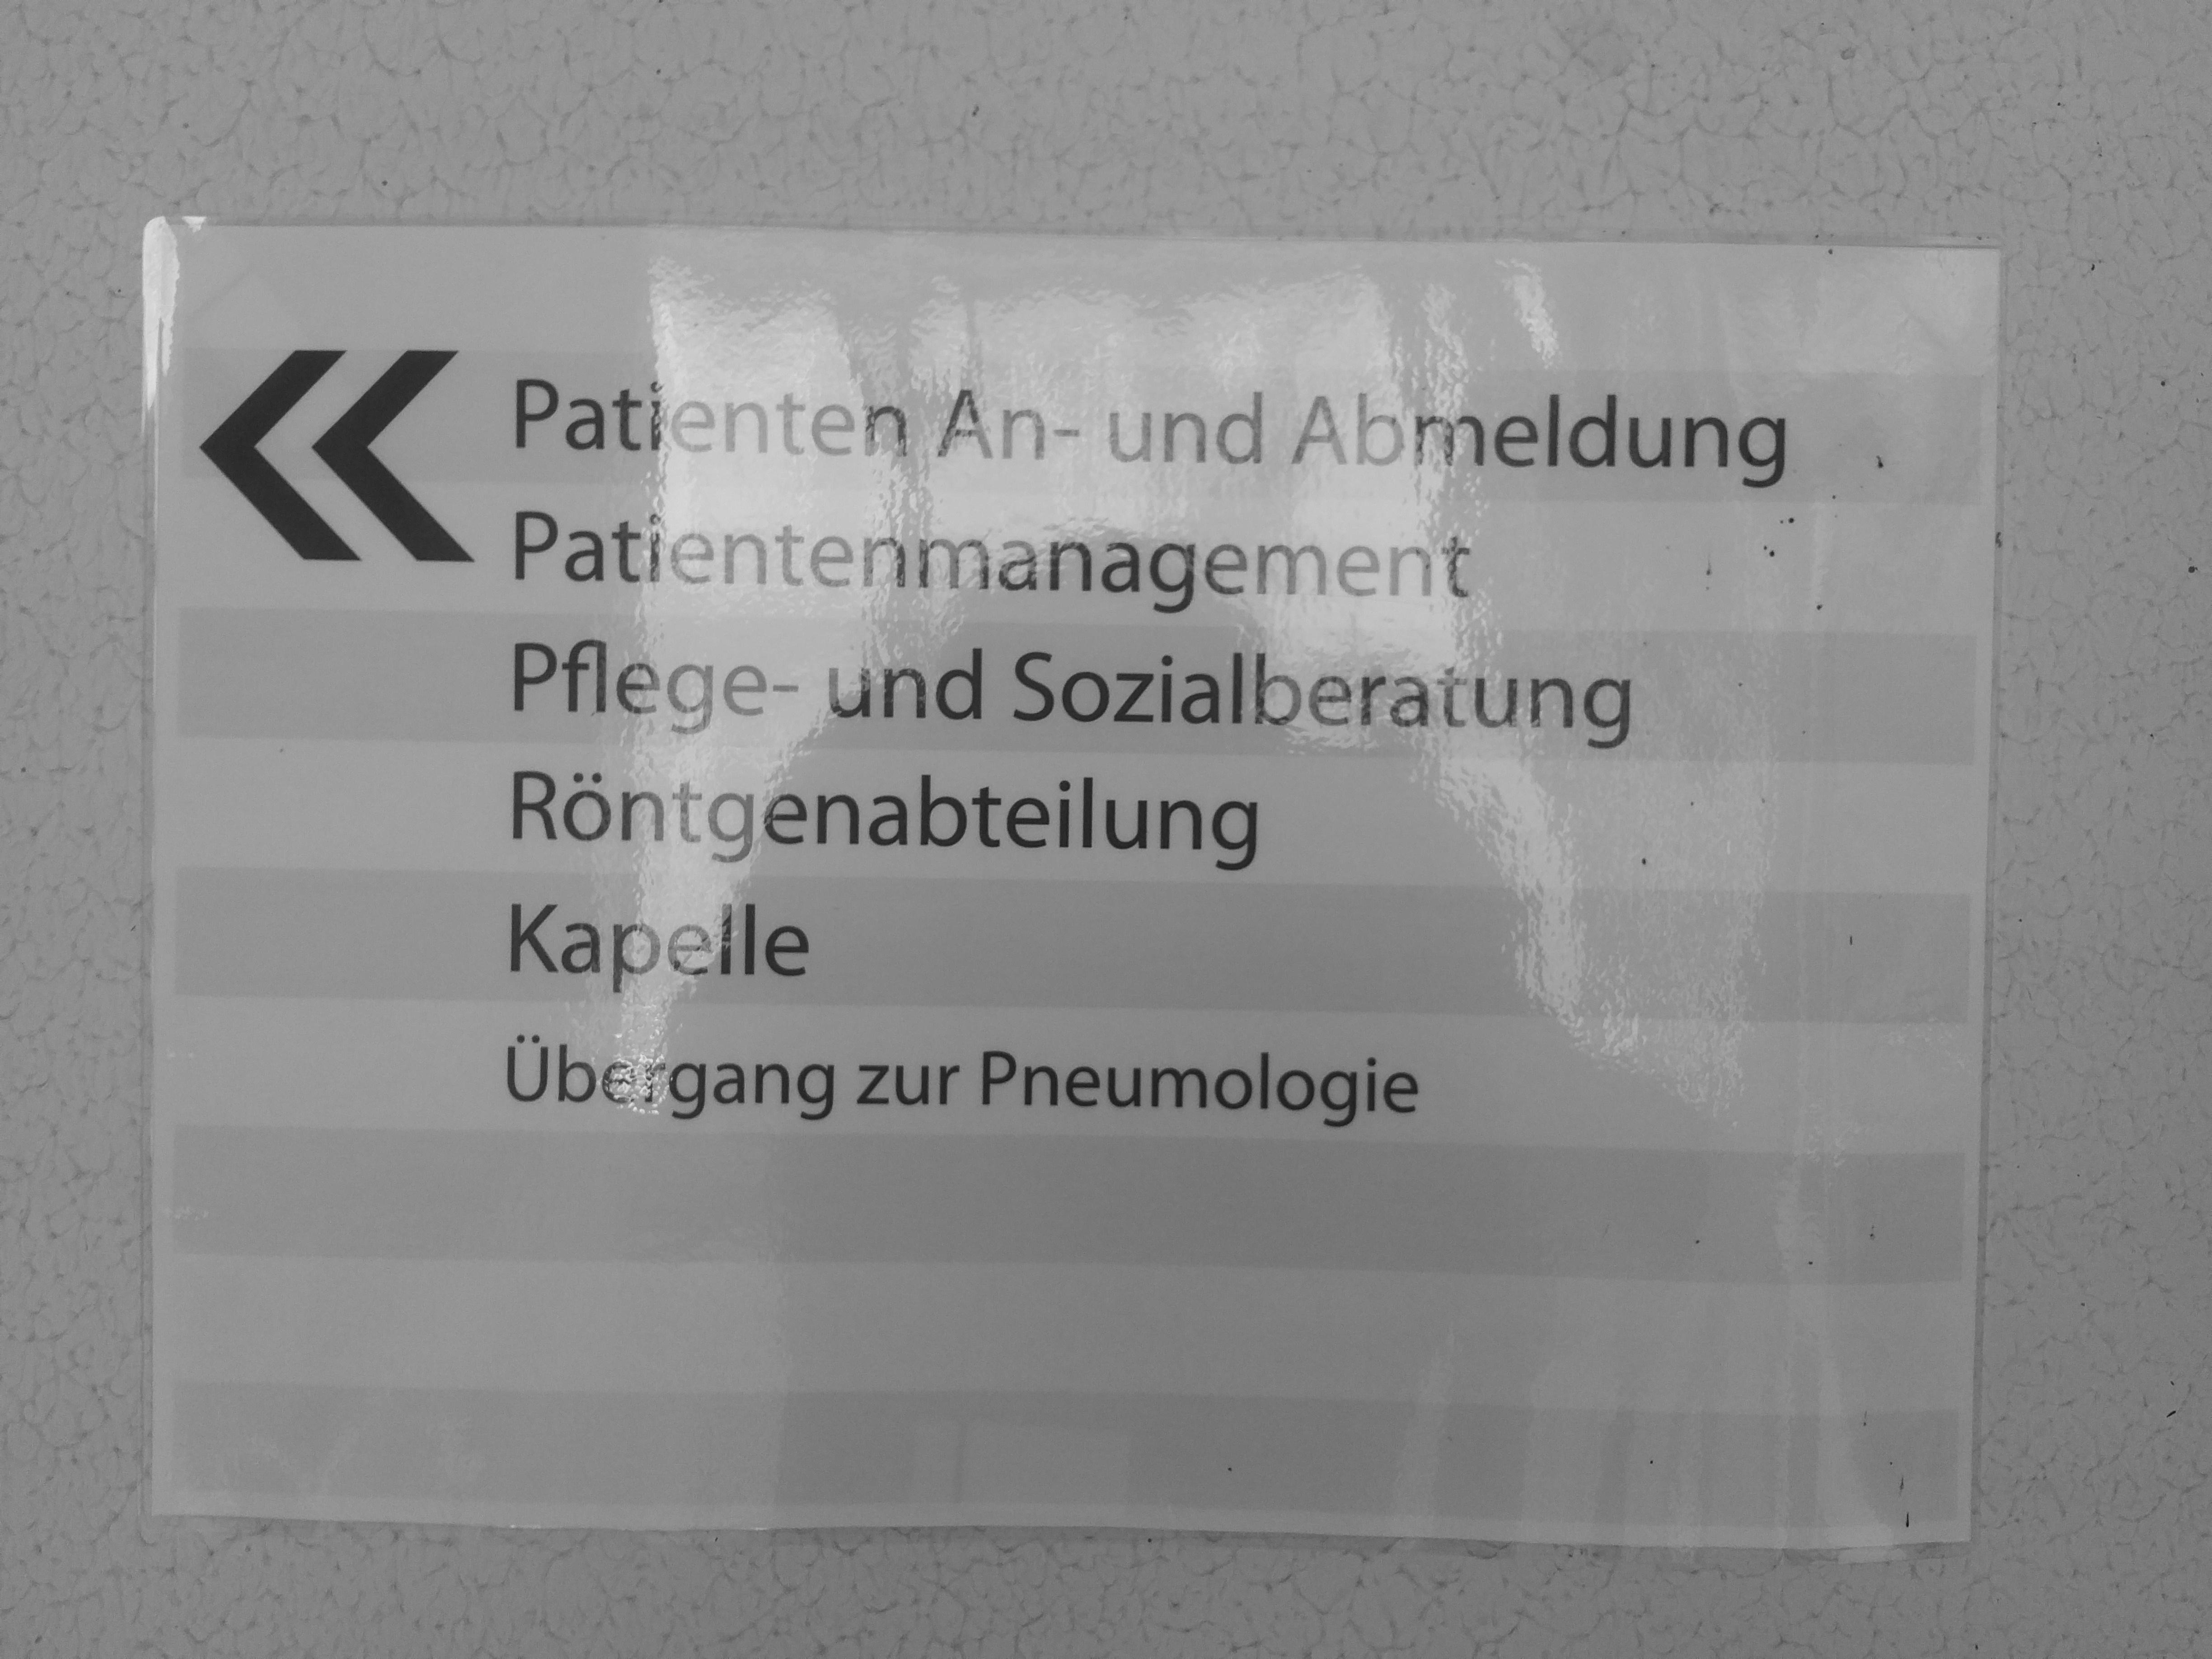 Patienten An- und Abmeldung
Patientenmanagement
Pflege- und Sozialberatung
Röntgenabteilung
Kapelle
Übergang zur Pneumologie